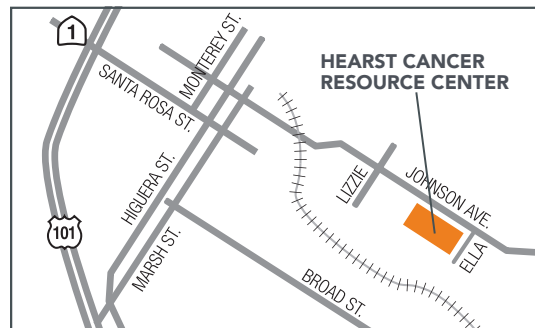 1
MONTEREY ST.
SANTA ROSA ST.
HEARST CANCER
RESOURCE CENTER
HIGUERA ST.
LIZZIE
JOHNSON AVE.
101
MARSH ST.
ELLA
BROAD ST.